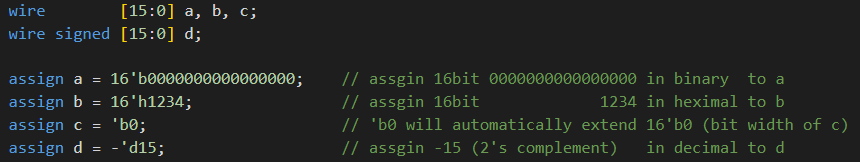 wire         [15:0] a, b, c;
wire signed [15:0] d;
assign a = 16'b0000000000000000;    // assgin 16bit 0000000000000000 in binary  to a
assign b = 16'h1234;                // assgin 16bit             1234 in heximal to b
assign c = 'b0;                     // 'b0 will automatically extend 16'b0 (bit width of c)
assign d = -'d15;                   // assgin -15 (2's complement)   in decimal to d